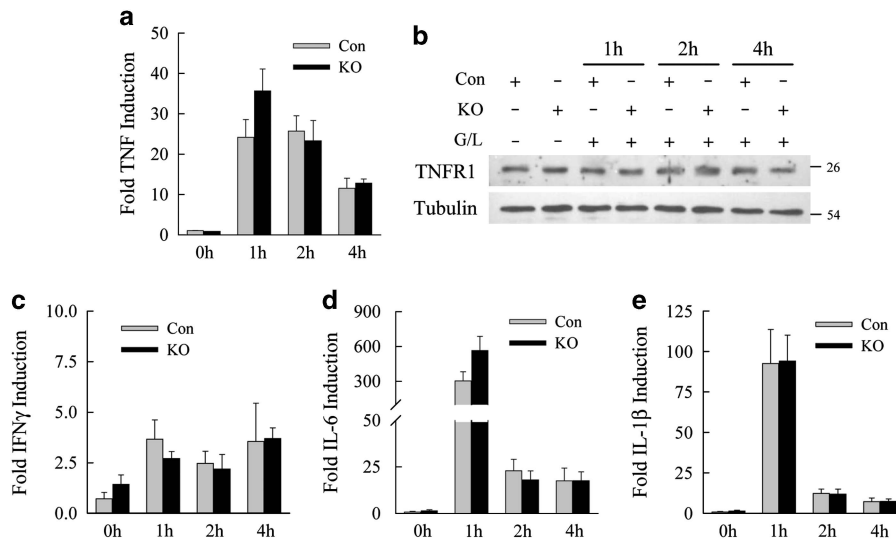 a
Fold TNF Induction
50
40
30
20
10
0
Con
KO
0h 1h 2h 4h
b
1h 2h 4h
Con + – + – + – + –
KO – + – + – + – +
G/L – – + + + + + +
TNFR1 26
Tubulin 54
c
Fold IFNγ Induction
10.0
7.5
5.0
2.5
0.0
Con
KO
0h 1h 2h 4h
d
Fold IL-6 Induction
900
600
300
50
25
0
Con
KO
0h 1h 2h 4h
e
Fold IL-1β Induction
125
100
75
50
25
0
Con
KO
0h 1h 2h 4h